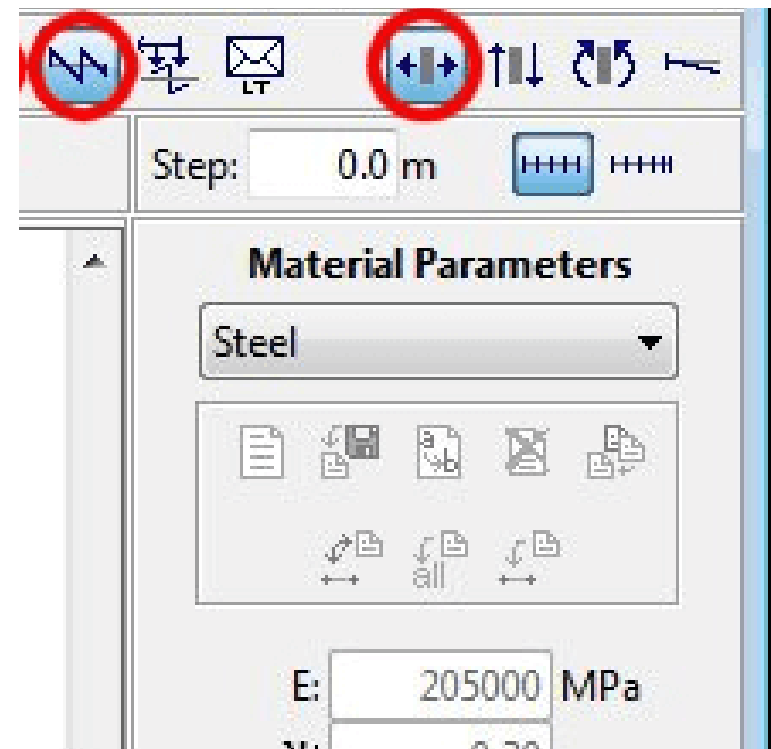 LT
Step: 0.0 m
Material Parameters
Steel
a
b
all
E: 205000 MPa